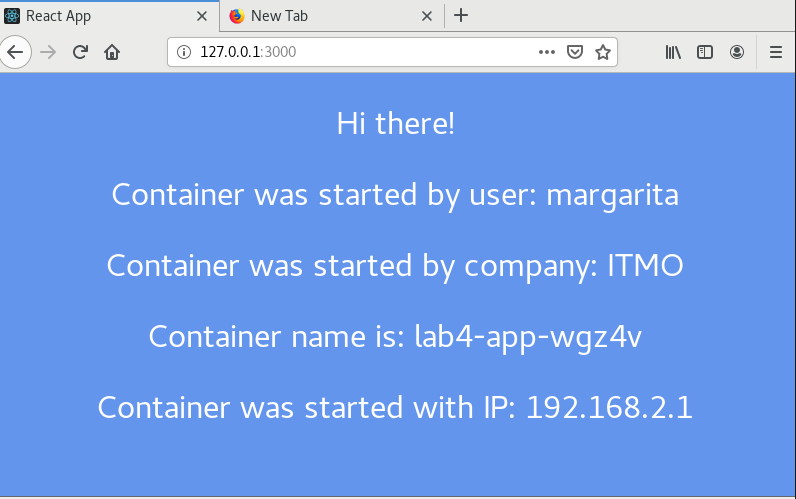 React App
New Tab
127.0.0.1:3000
Hi there!
Container was started by user: margarita
Container was started by company: ITMO
Container name is: lab4-app-wgz4v
Container was started with IP: 192.168.2.1